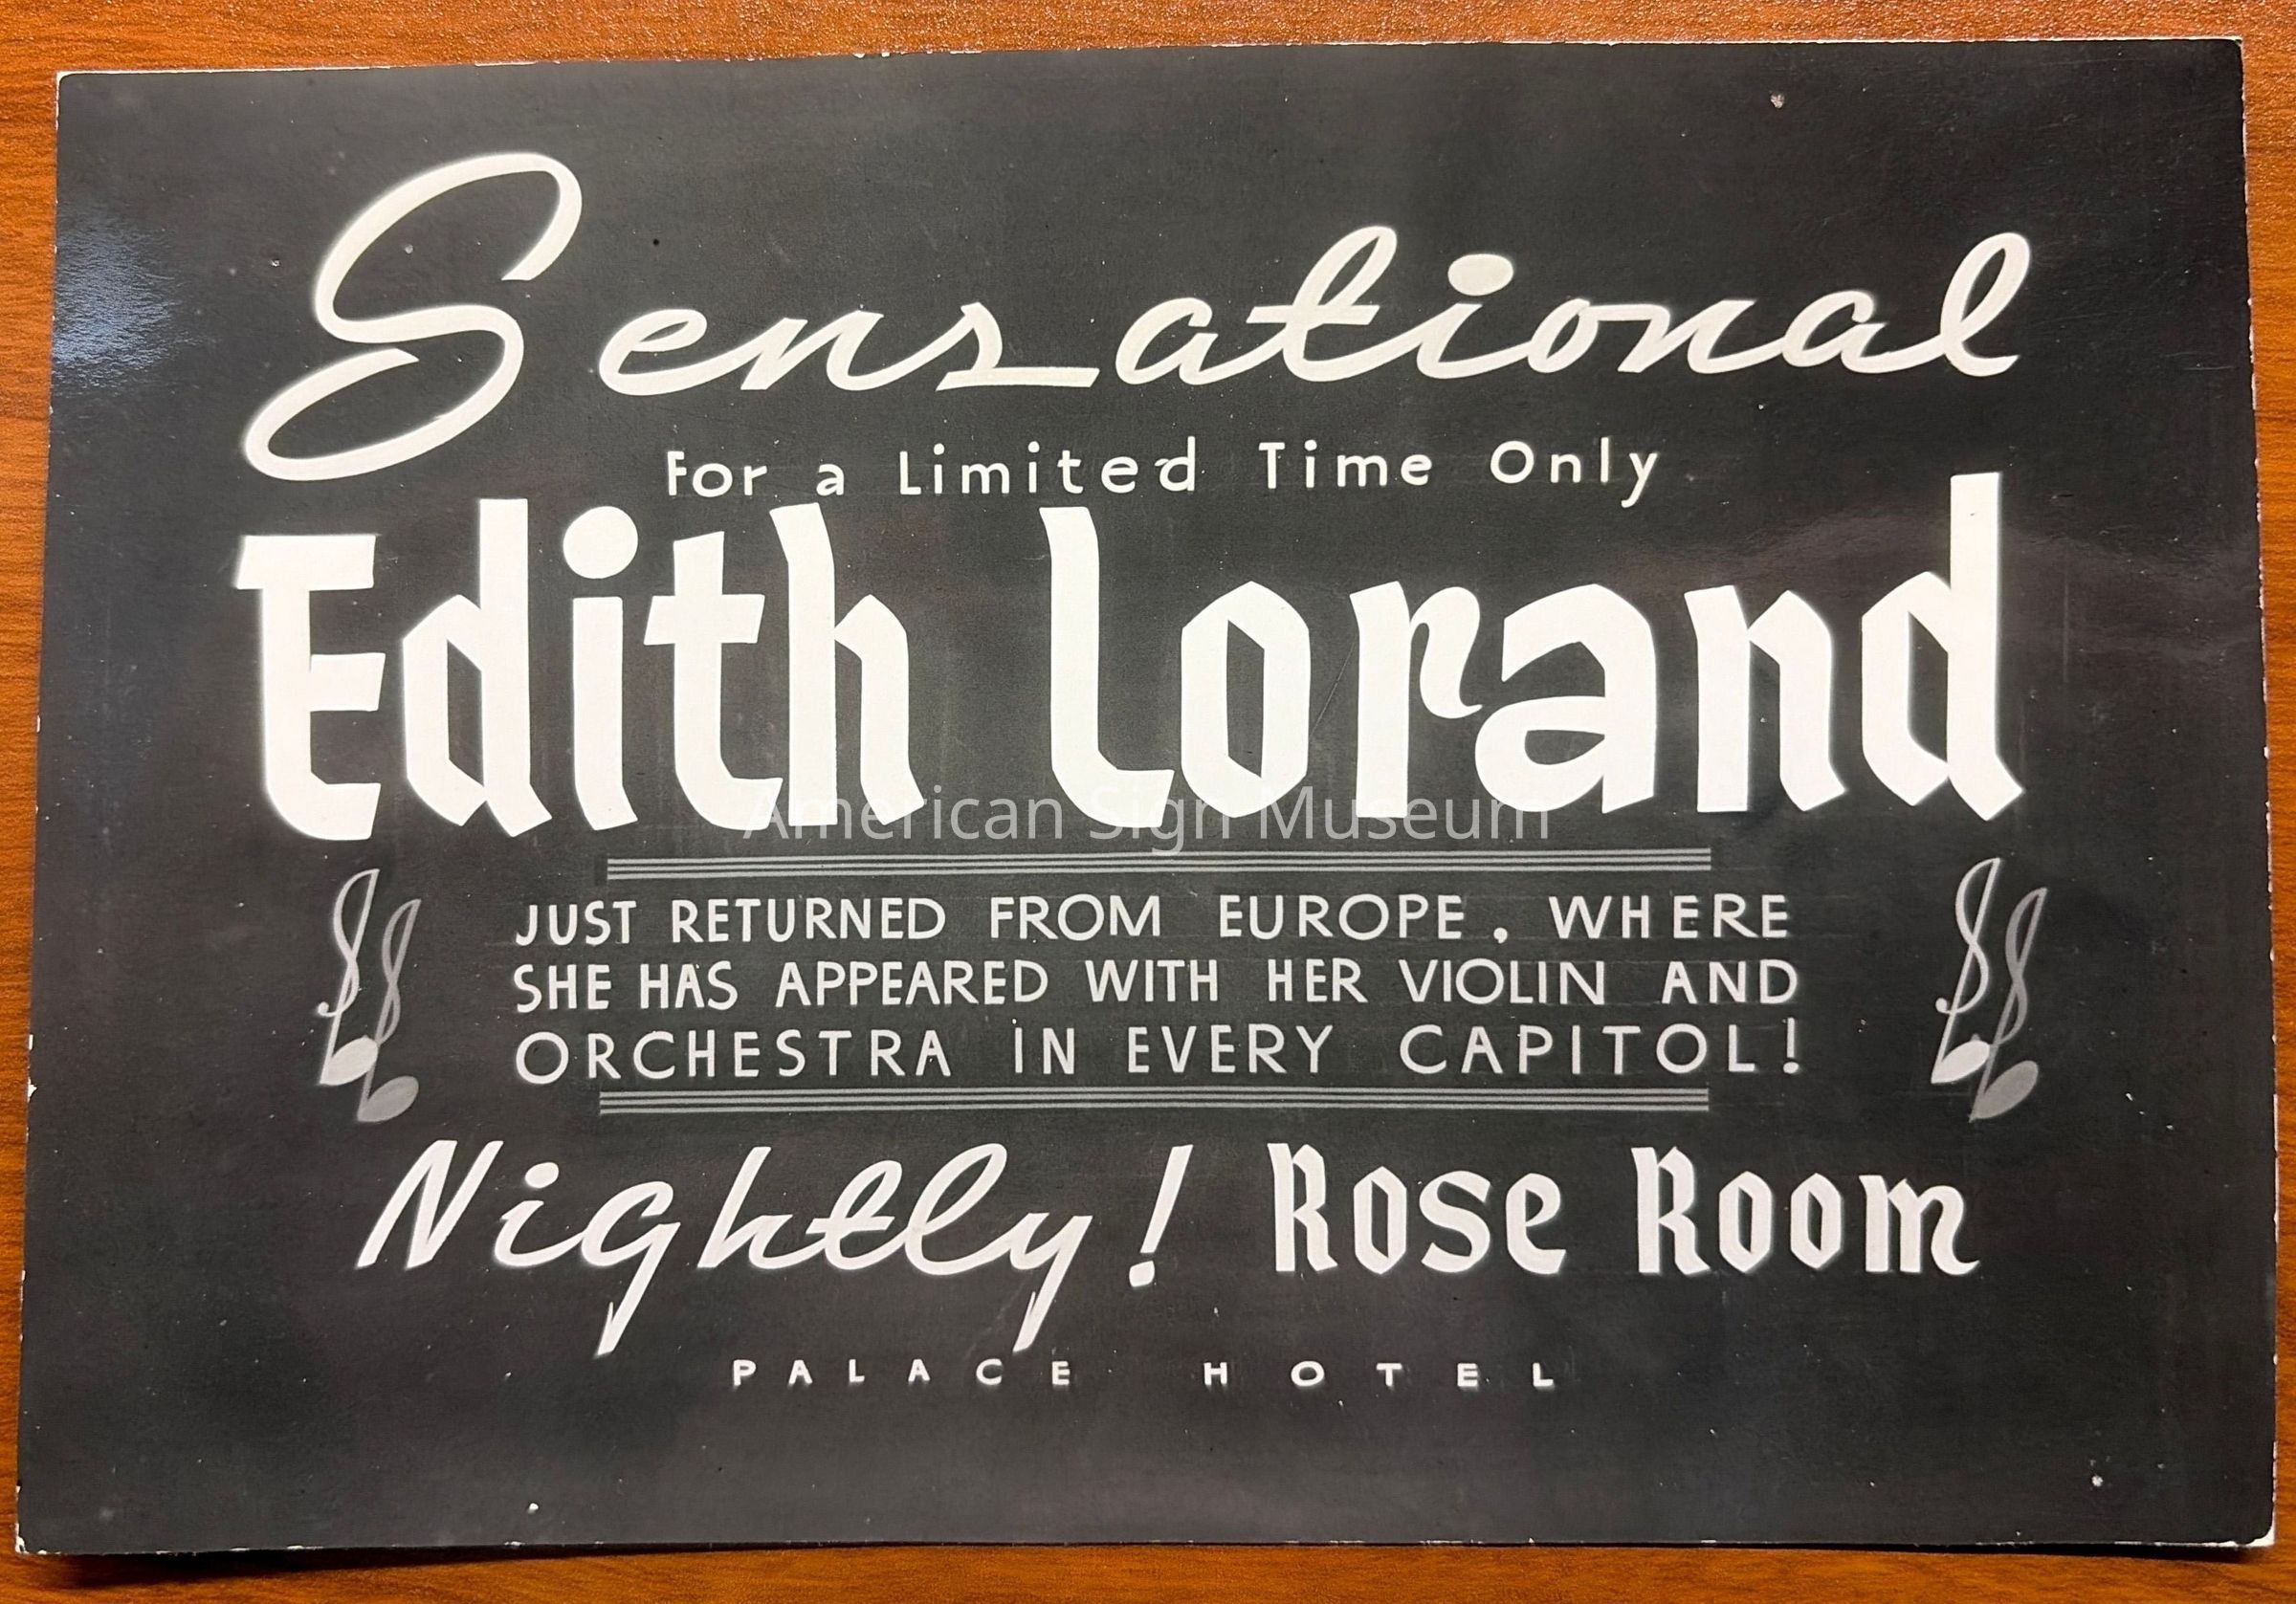 Sensational
For a Limited Time Only
Edith Lorand
American Sign Museum
JUST RETURNED FROM EUROPE, WHERE
SHE HAS APPEARED WITH HER VIOLIN AND
ORCHESTRA IN EVERY CAPITOL!
Nightly! Rose Room
PALACE HOTEL